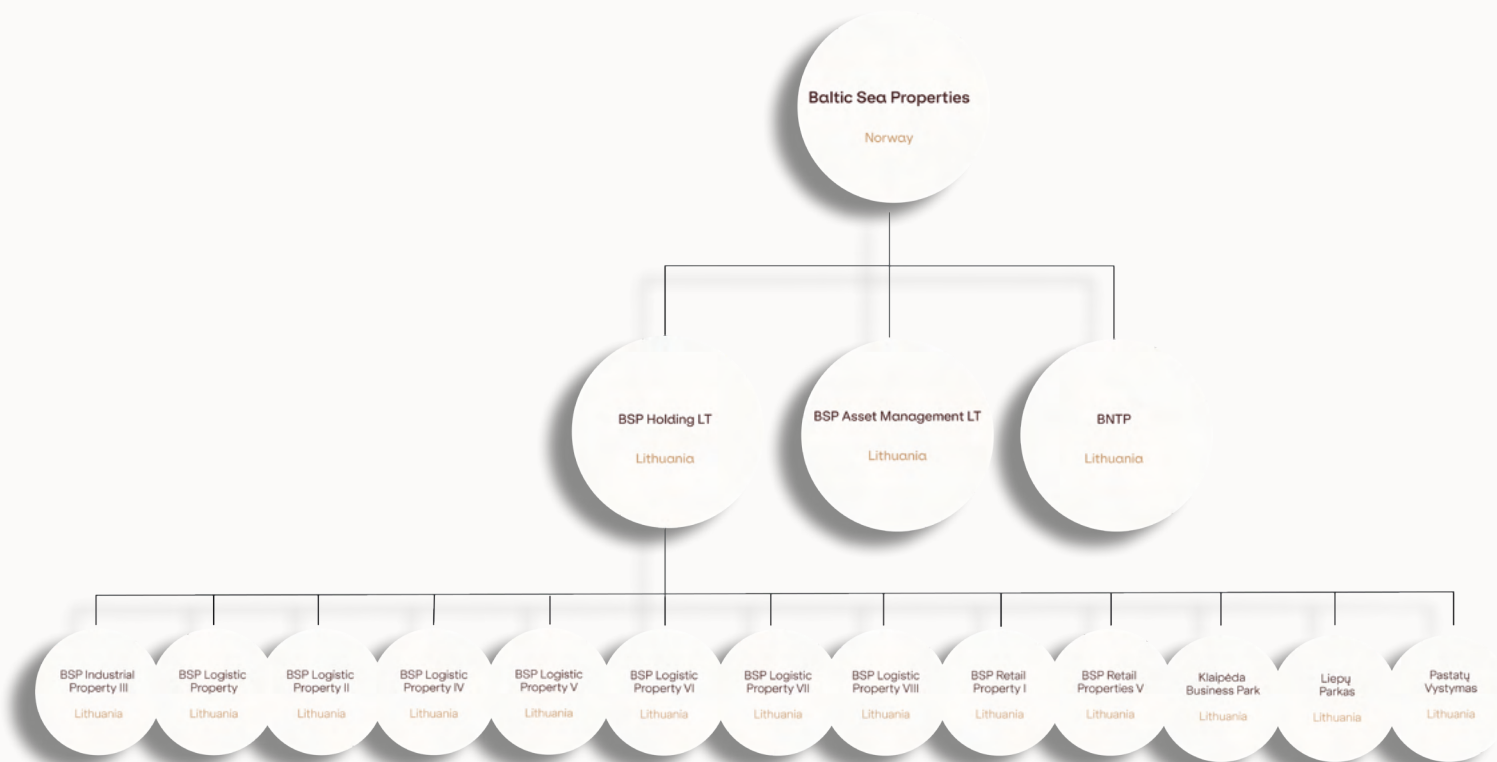 Baltic Sea Properties
Norway
BSP Holding LT
Lithuania
BSP Asset Management LT
Lithuania
BNTP
Lithuania
BSP Industrial
Property III
Lithuania
BSP Logistic
Property
Lithuania
BSP Logistic
Property II
Lithuania
BSP Logistic
Property IV
Lithuania
BSP Logistic
Property V
Lithuania
BSP Logistic
Property VI
Lithuania
BSP Logistic
Property VII
Lithuania
BSP Logistic
Property VIII
Lithuania
BSP Retail
Property I
Lithuania
BSP Retail
Properties V
Lithuania
Klaipėda
Business Park
Lithuania
Liepų
Parkas
Lithuania
Pastatų
Vystymas
Lithuania